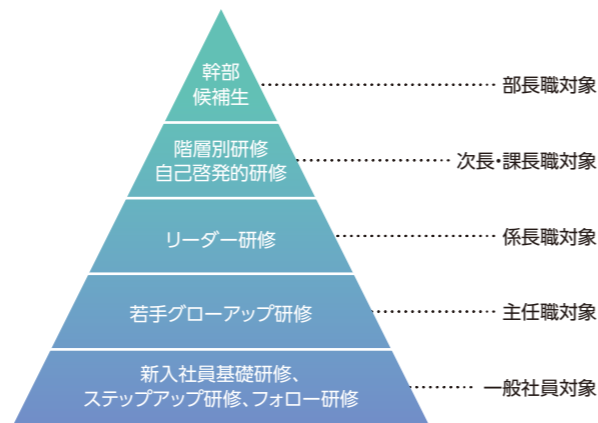 幹部
候補生
部長職対象
階層別研修
自己啓発的研修
次長・課長職対象
リーダー研修
係長職対象
若手グローアップ研修
主任職対象
新入社員基礎研修、
ステップアップ研修、フォロー研修
一般社員対象